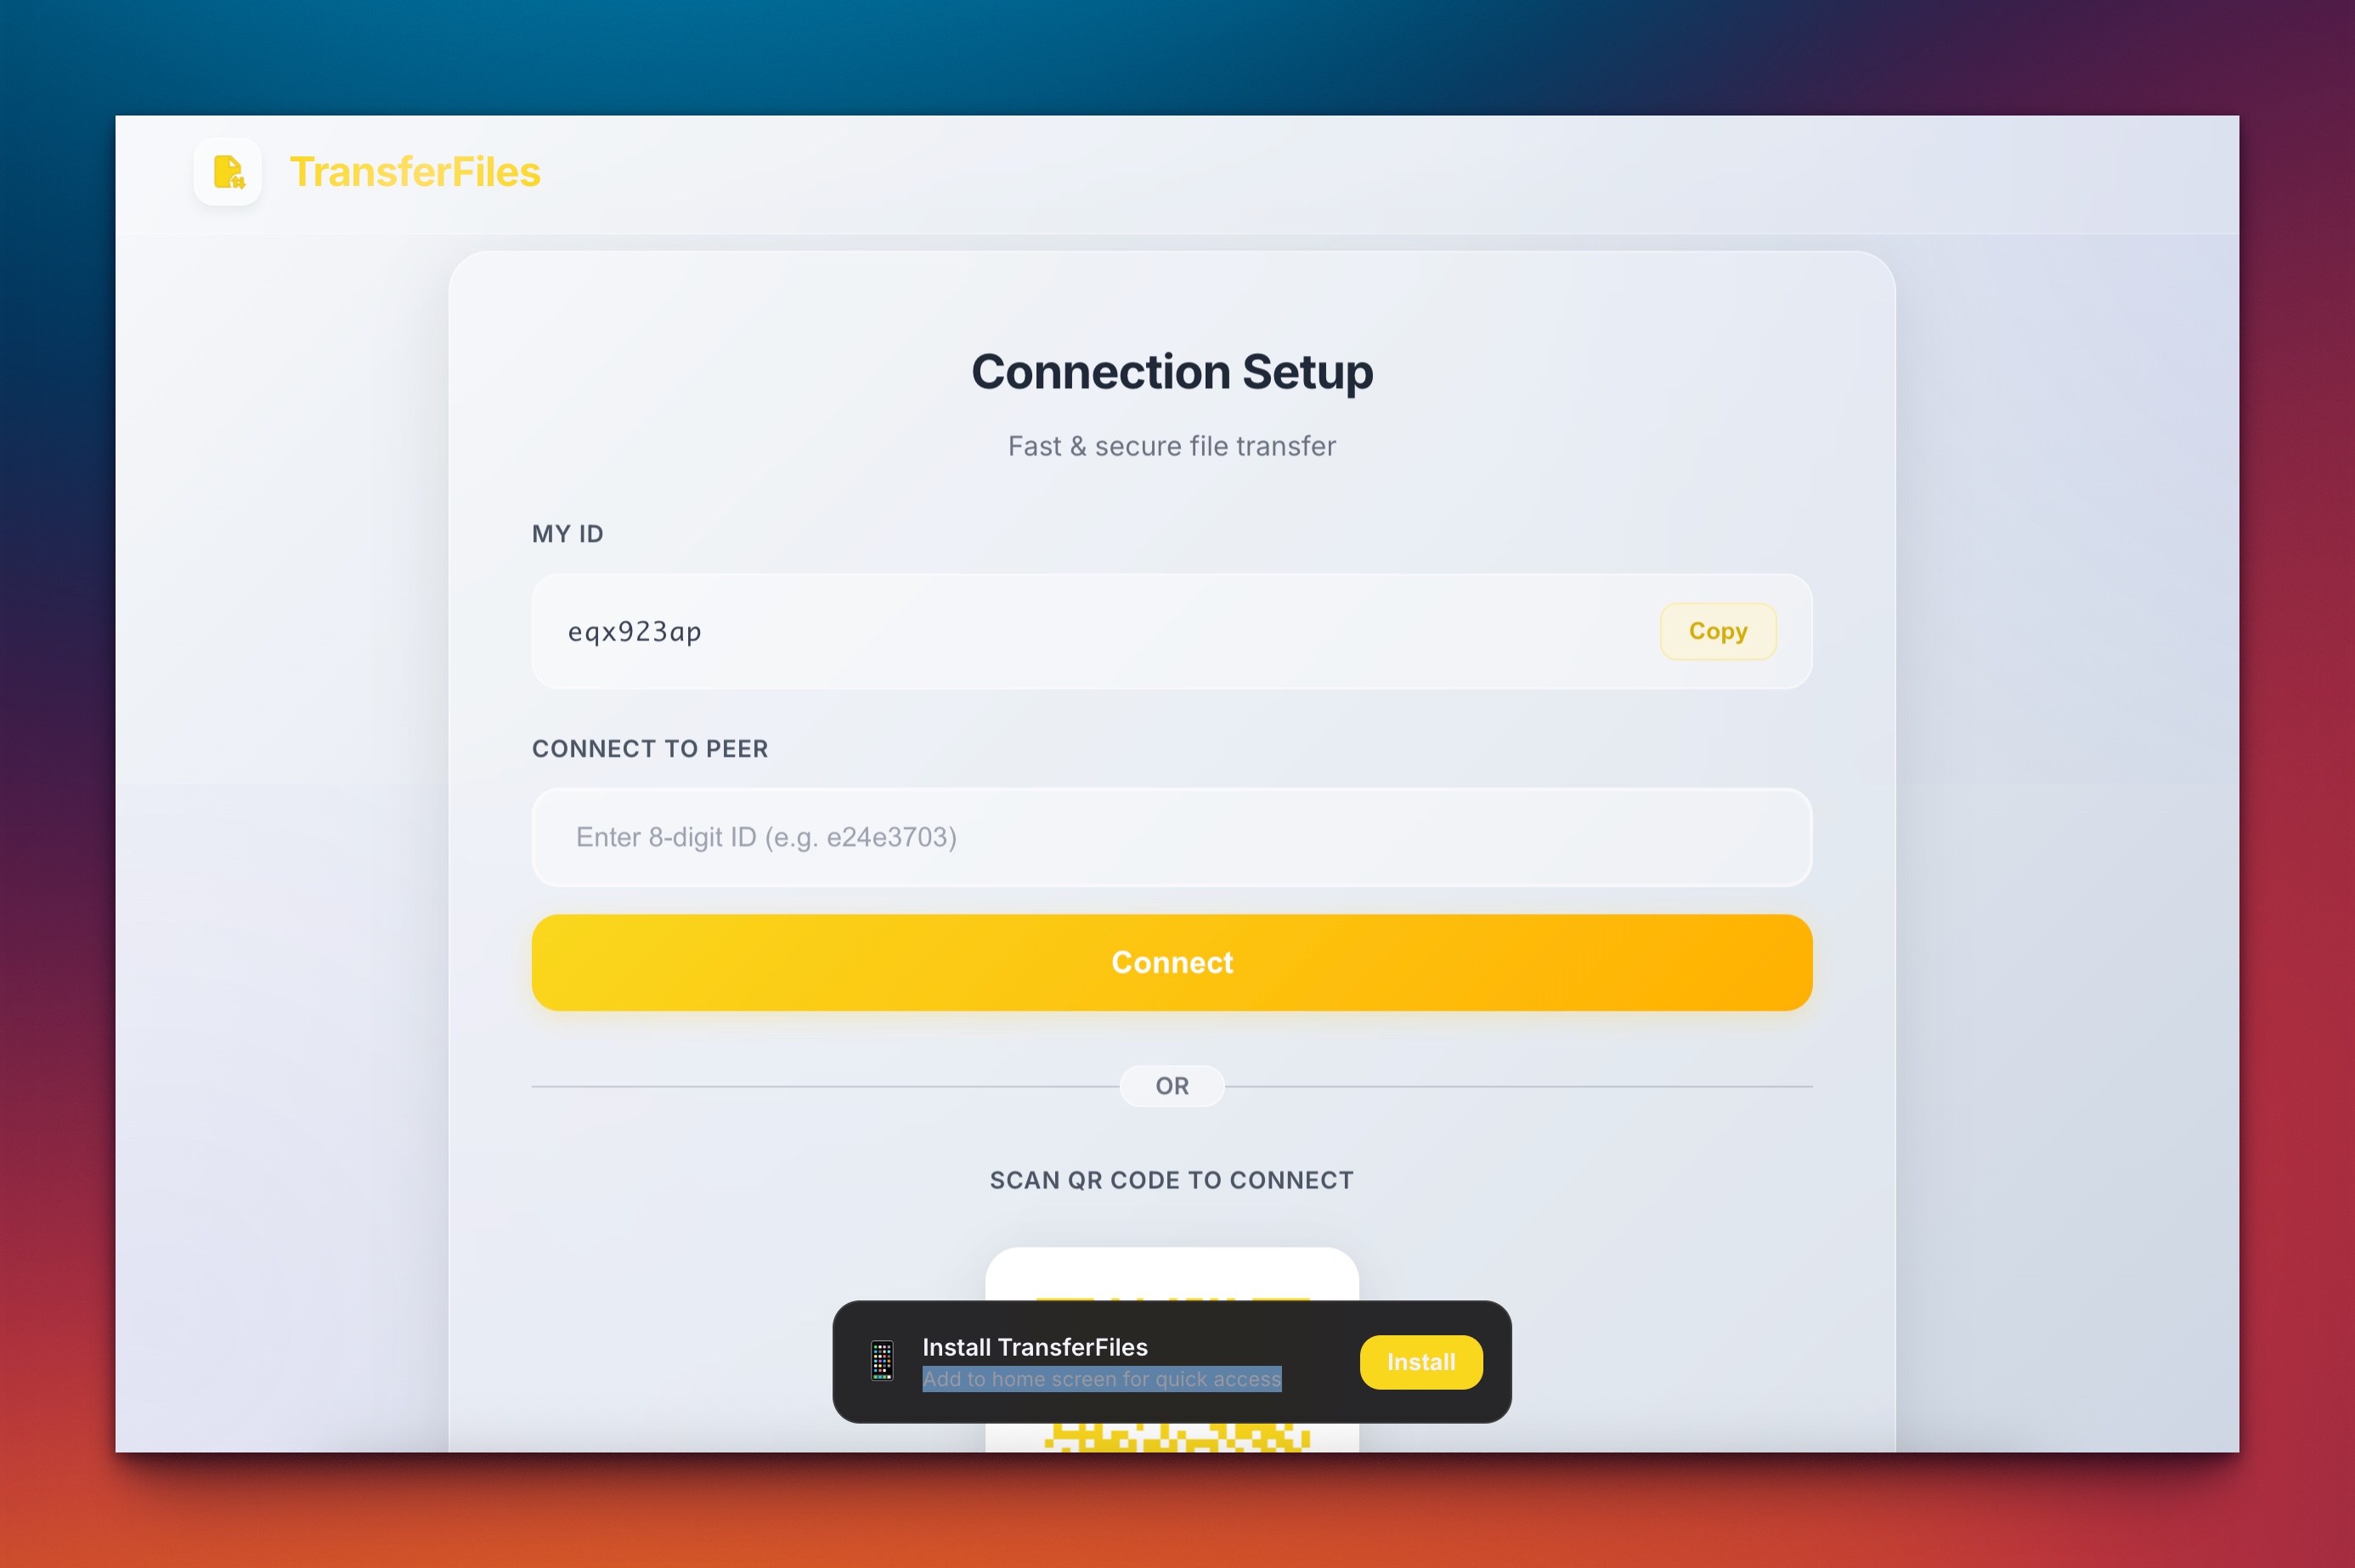 TransferFiles
Connection Setup
Fast & secure file transfer
MY ID
eqx923ap
Copy
CONNECT TO PEER
Enter 8-digit ID (e.g. e24e3703)
Connect
OR
SCAN QR CODE TO CONNECT
Install TransferFiles
Add to home screen for quick access
Install